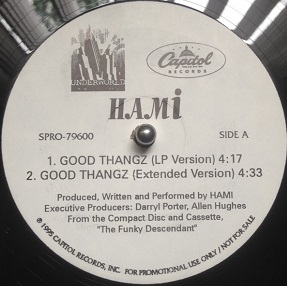 UNDERWORLD
Capitol
RECORDS
HAMi
SPRO-79600
SIDE A
1. GOOD THANGZ (LP Version) 4:17
2. GOOD THANGZ (Extended Version) 4:33
Produced, Written and Performed by HAMI
Executive Producers: Darryl Porter, Allen Hughes
From the Compact Disc and Cassette,
"The Funky Descendant"
℗ 1995 CAPITOL RECORDS, INC. FOR PROMOTIONAL USE ONLY / NOT FOR SALE